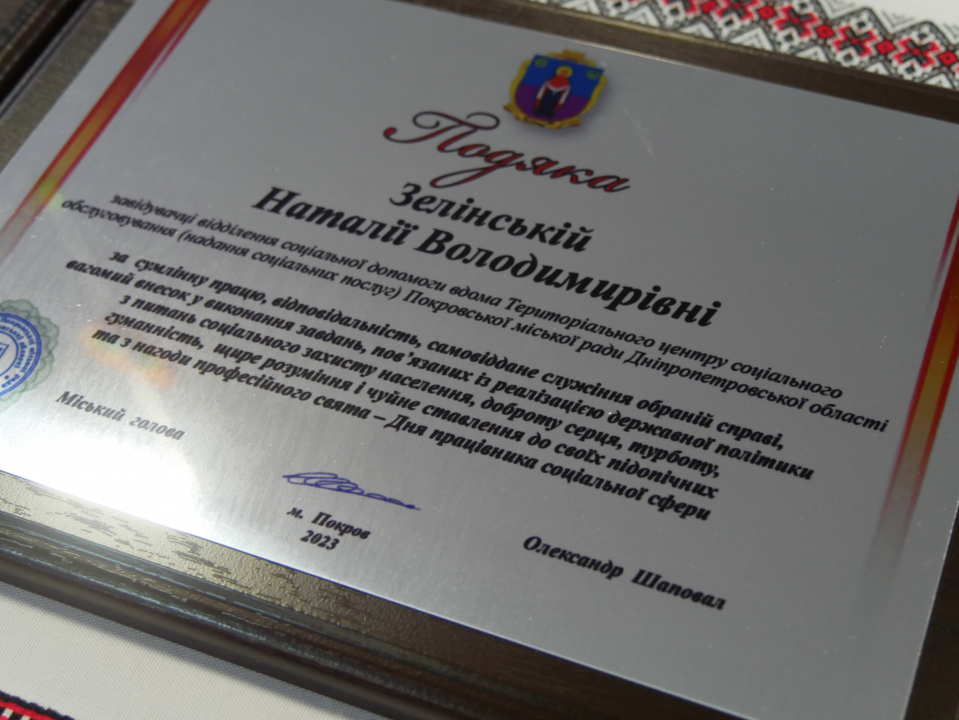 Подяка
Зелінській
Наталії Володимирівні
завідувачці відділення соціальної допомоги вдома Територіального центру соціального
обслуговування (надання соціальних послуг) Покровської міської ради Дніпропетровської області
за сумлінну працю, відповідальність, самовіддане служіння обраній справі,
вагомий внесок у виконання завдань, пов'язаних із реалізацією державної політики
з питань соціального захисту населення, доброту серця, турботу,
гуманність, щире розуміння і чуйне ставлення до своїх підопічних
та з нагоди професійного свята – Дня працівника соціальної сфери
Міський голова
Олександр Шаповал
м. Покров
2023